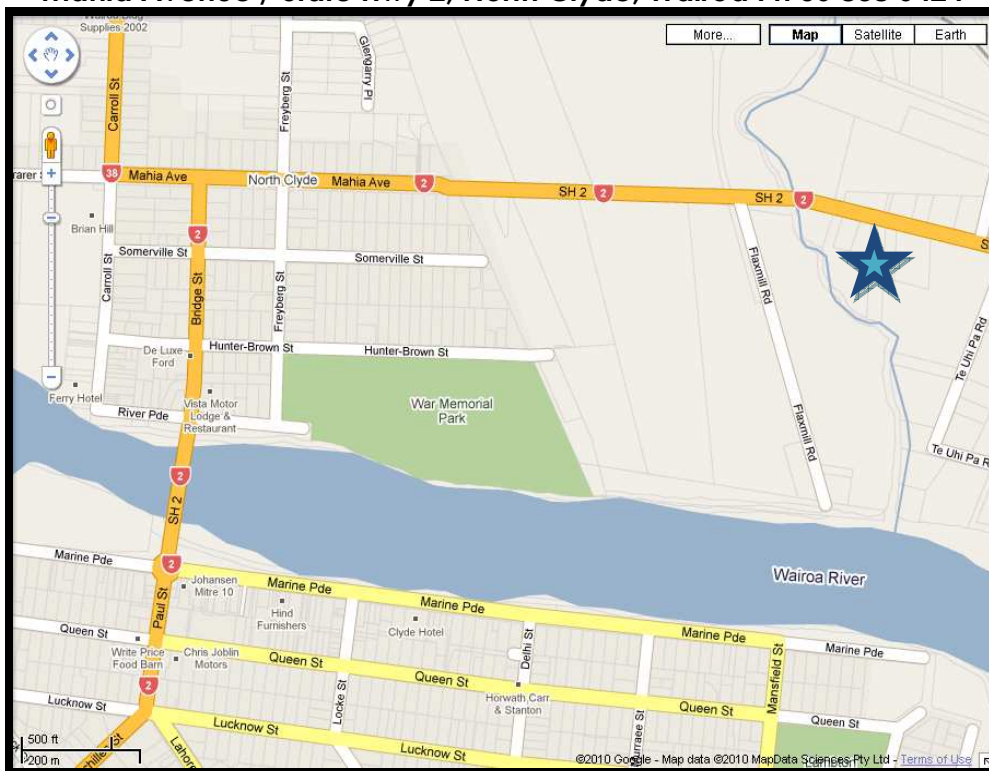 Wairoa Bldg
Supplies 2002
More...
Map
Satellite
Earth
Carroll St
Freyberg St
Glengarry Pl
38
Mahia Ave
North Clyde
Mahia Ave
2
SH 2
2
SH 2
2
Brian Hill
2
Somerville St
Somerville St
Carroll St
Bridge St
Freyberg St
Flaxmill Rd
Te Uhi Pa Rd
De Luxe
Ford
Hunter-Brown St
Hunter-Brown St
Ferry Hotel
Vista Motor
Lodge &
Restaurant
River Pde
War Memorial
Park
Flaxmill Rd
Te Uhi Pa R
2
SH 2
Marine Pde
2
Wairoa River
Johansen
Mitre 10
Marine Pde
Marine Pde
Paul St
Hind
Furnishers
Clyde Hotel
Marine Pde
Marine Pde
Queen St
Delhi St
Write Price
Food Barn
Chris Joblin
Motors
Queen St
Queen St
Mansfield St
2
Locke St
Horwath Carr
& Stanton
Queen St
Queen St
Lucknow St
Lucknow St
Lucknow St
500 ft
200 m
©2010 Google - Map data ©2010 MapData Sciences Pty Ltd - Terms of Use